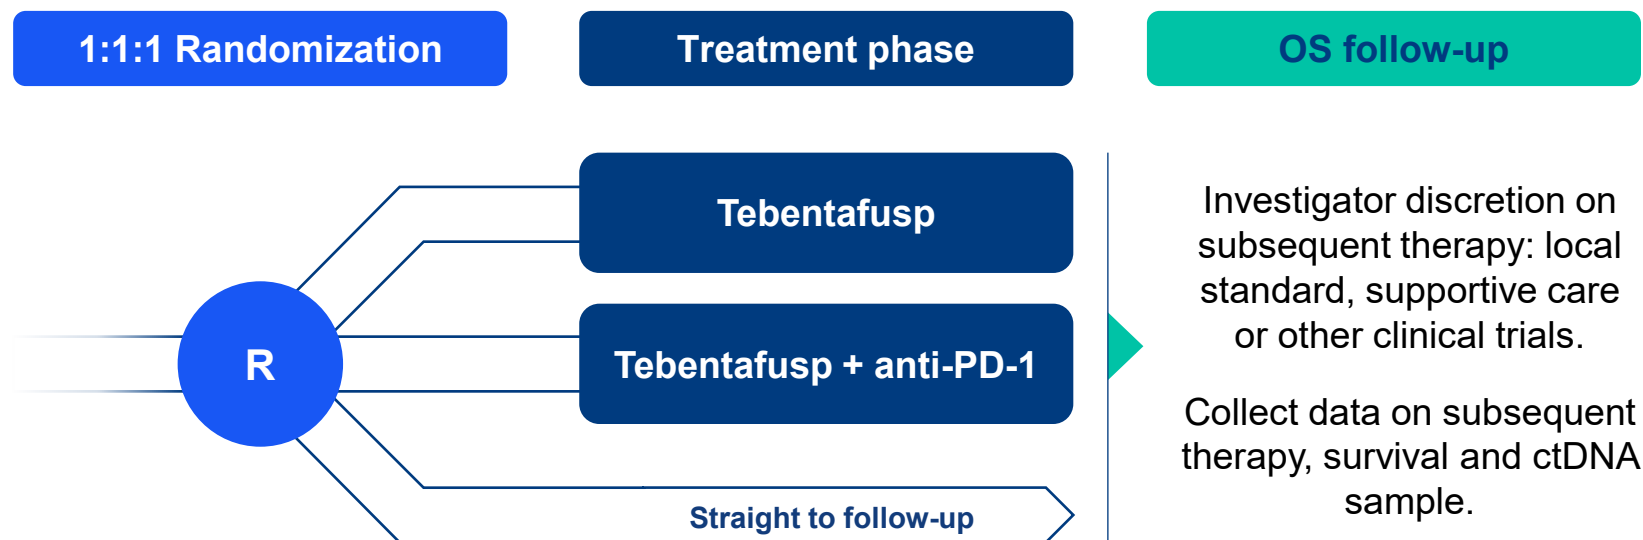 1:1:1 Randomization
Treatment phase
OS follow-up
R
Tebentafusp
Tebentafusp + anti-PD-1
Straight to follow-up
Investigator discretion on
subsequent therapy: local
standard, supportive care
or other clinical trials.
Collect data on subsequent
therapy, survival and ctDNA
sample.